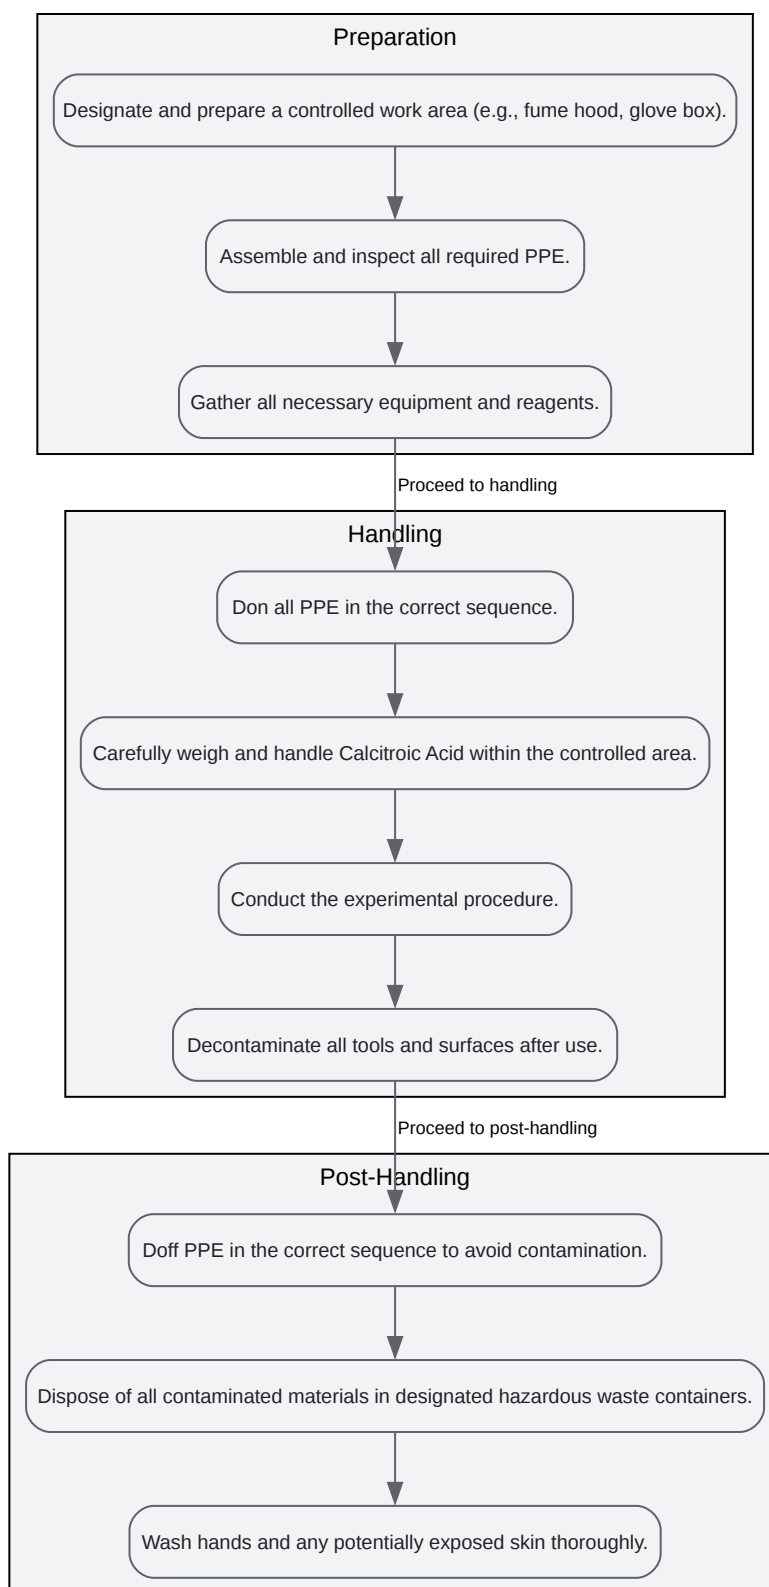 Preparation
Designate and prepare a controlled work area (e.g., fume hood, glove box).
Assemble and inspect all required PPE.
Gather all necessary equipment and reagents.
Proceed to handling
Handling
Don all PPE in the correct sequence.
Carefully weigh and handle Calcitroic Acid within the controlled area.
Conduct the experimental procedure.
Decontaminate all tools and surfaces after use.
Proceed to post-handling
Post-Handling
Doff PPE in the correct sequence to avoid contamination.
Dispose of all contaminated materials in designated hazardous waste containers.
Wash hands and any potentially exposed skin thoroughly.